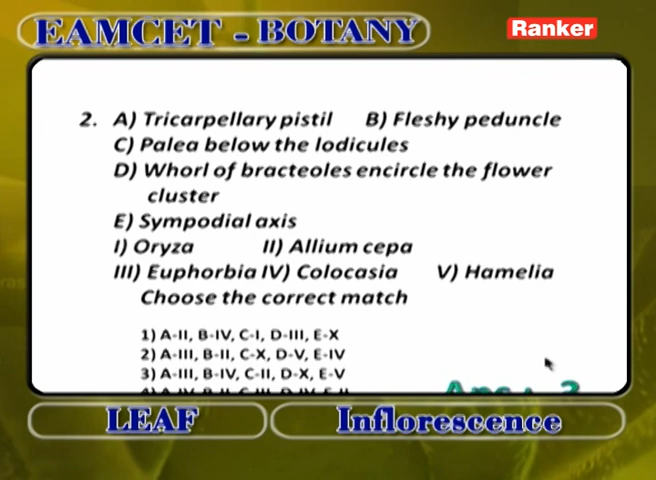 EAMCET - BOTANY
Ranker
2. A) Tricarpellary pistil B) Fleshy peduncle
C) Palea below the lodicules
D) Whorl of bracteoles encircle the flower
cluster
E) Sympodial axis
I) Oryza II) Allium cepa
III) Euphorbia IV) Colocasia V) Hamelia
Choose the correct match
1) A-II, B-IV, C-I, D-III, E-X
2) A-III, B-II, C-X, D-V, E-IV
3) A-III, B-IV, C-II, D-X, E-V
Ans : 3
LEAF
Inflorescence